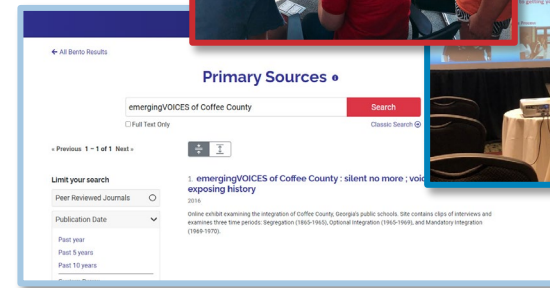 ← All Bento Results
Primary Sources
emergingVOICES of Coffee County
Search
Full Text Only
Classic Search
« Previous 1 – 1 of 1 Next »
Limit your search
Peer Reviewed Journals
Publication Date
Past year
Past 5 years
Past 10 years
1. emergingVOICES of Coffee County : silent no more ;
exposing history
2016
Online exhibit examining the integration of Coffee County, Georgia's public schools. Site contains clips of interviews and
examines three time periods: Segregation (1865-1965), Optional Integration (1965-1969), and Mandatory Integration
(1969-1970).